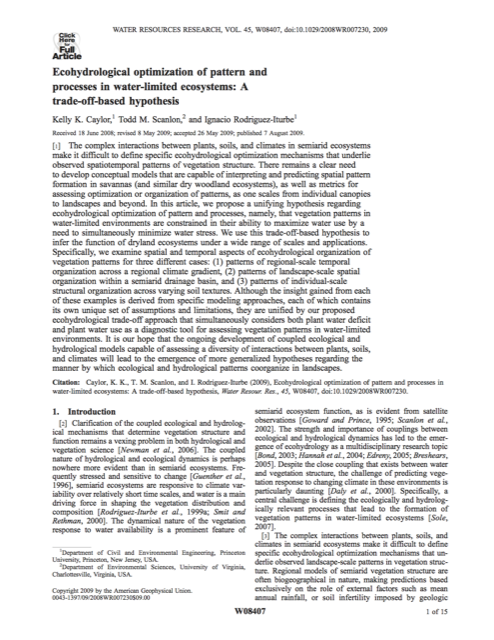 WATER RESOURCES RESEARCH, VOL. 45, W08407, doi:10.1029/2008WR007230, 2009
Click
Here
for
Full
Article
Ecohydrological optimization of pattern and
processes in water-limited ecosystems: A
trade-off-based hypothesis
Kelly K. Caylor,1 Todd M. Scanlon,2 and Ignacio Rodriguez-Iturbe1
Received 18 June 2008; revised 8 May 2009; accepted 26 May 2009; published 7 August 2009.
[1] The complex interactions between plants, soils, and climates in semiarid ecosystems
make it difficult to define specific ecohydrological optimization mechanisms that underlie
observed spatiotemporal patterns of vegetation structure. There remains a clear need
to develop conceptual models that are capable of interpreting and predicting spatial pattern
formation in savannas (and similar dry woodland ecosystems), as well as metrics for
assessing optimization or organization of patterns, as one scales from individual canopies
to landscapes and beyond. In this article, we propose a unifying hypothesis regarding
ecohydrological optimization of pattern and processes, namely, that vegetation patterns in
water-limited environments are constrained in their ability to maximize water use by a
need to simultaneously minimize water stress. We use this trade-off-based hypothesis to
infer the function of dryland ecosystems under a wide range of scales and applications.
Specifically, we examine spatial and temporal aspects of ecohydrological organization of
vegetation patterns for three different cases: (1) patterns of regional-scale temporal
organization across a regional climate gradient, (2) patterns of landscape-scale spatial
organization within a semiarid drainage basin, and (3) patterns of individual-scale
structural organization across varying soil textures. Although the insight gained from each
of these examples is derived from specific modeling approaches, each of which contains
its own unique set of assumptions and limitations, they are unified by our proposed
ecohydrological trade-off approach that simultaneously considers both plant water deficit
and plant water use as a diagnostic tool for assessing vegetation patterns in water-limited
environments. It is our hope that the ongoing development of coupled ecological and
hydrological models capable of assessing a diversity of interactions between plants, soils,
and climates will lead to the emergence of more generalized hypotheses regarding the
manner by which ecological and hydrological patterns coorganize in landscapes.
Citation: Caylor, K. K., T. M. Scanlon, and I. Rodriguez-Iturbe (2009), Ecohydrological optimization of pattern and processes in
water-limited ecosystems: A trade-off-based hypothesis, Water Resour. Res., 45, W08407, doi:10.1029/2008WR007230.
1. Introduction
[2] Clarification of the coupled ecological and hydrolog-
ical mechanisms that determine vegetation structure and
function remains a vexing problem in both hydrological and
vegetation science [Newman et al., 2006]. The coupled
nature of hydrological and ecological dynamics is perhaps
nowhere more evident than in semiarid ecosystems. Fre-
quently stressed and sensitive to change [Guenther et al.,
1996], semiarid ecosystems are responsive to climate var-
iability over relatively short time scales, and water is a main
driving force in shaping the vegetation distribution and
composition [Rodriguez-Iturbe et al., 1999a; Smit and
Rethman, 2000]. The dynamical nature of the vegetation
response to water availability is a prominent feature of
1Department of Civil and Environmental Engineering, Princeton
University, Princeton, New Jersey, USA.
2Department of Environmental Sciences, University of Virginia,
Charlottesville, Virginia, USA.
Copyright 2009 by the American Geophysical Union.
0043-1397/09/2008WR007230$09.00
semiarid ecosystem function, as is evident from satellite
observations [Goward and Prince, 1995; Scanlon et al.,
2002]. The strength and importance of couplings between
ecological and hydrological dynamics has led to the emer-
gence of ecohydrology as a multidisciplinary research topic
[Bond, 2003; Hannah et al., 2004; Edreny, 2005; Breshears,
2005]. Despite the close coupling that exists between water
and vegetation structure, the challenge of predicting vege-
tation response to changing climate in these environments is
particularly daunting [Daly et al., 2000]. Specifically, a
central challenge is defining the ecologically and hydrolog-
ically relevant processes that lead to the formation of
vegetation patterns in water-limited ecosystems [Sole,
2007].
[3] The complex interactions between plants, soils, and
climates in semiarid ecosystems make it difficult to define
specific ecohydrological optimization mechanisms that un-
derlie observed landscape-scale patterns in vegetation struc-
ture. Regional models of semiarid vegetation structure are
often biogeographical in nature, making predictions based
exclusively on the role of external factors such as mean
annual rainfall, or soil infertility imposed by geologic
W08407
1 of 15